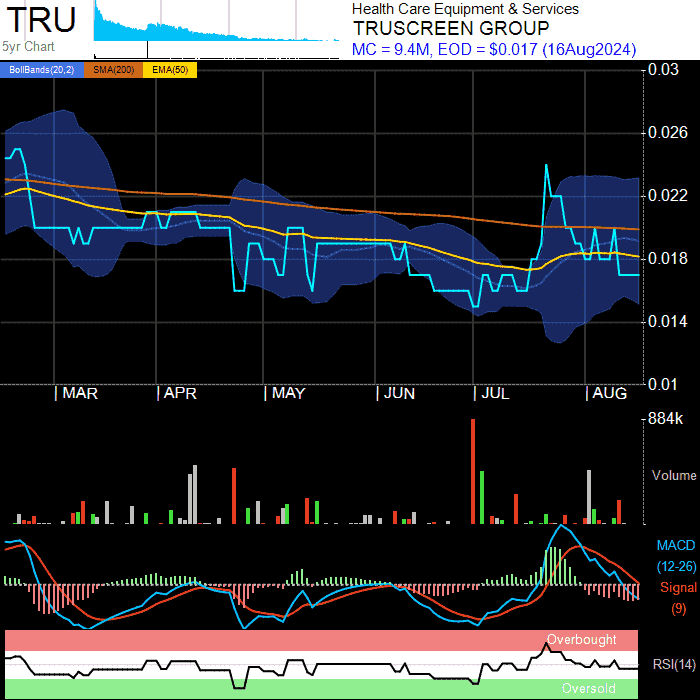 TRU
5yr Chart
Health Care Equipment & Services
TRUSCREEN GROUP
MC = 9.4M, EOD = $0.017 (16Aug2024)
BollBands(20,2) SMA(200) EMA(50)
0.03
0.026
0.022
0.018
0.014
0.01
MAR APR MAY JUN JUL AUG
884k
Volume
MACD
(12-26)
Signal
(9)
Overbought
RSI(14)
Oversold